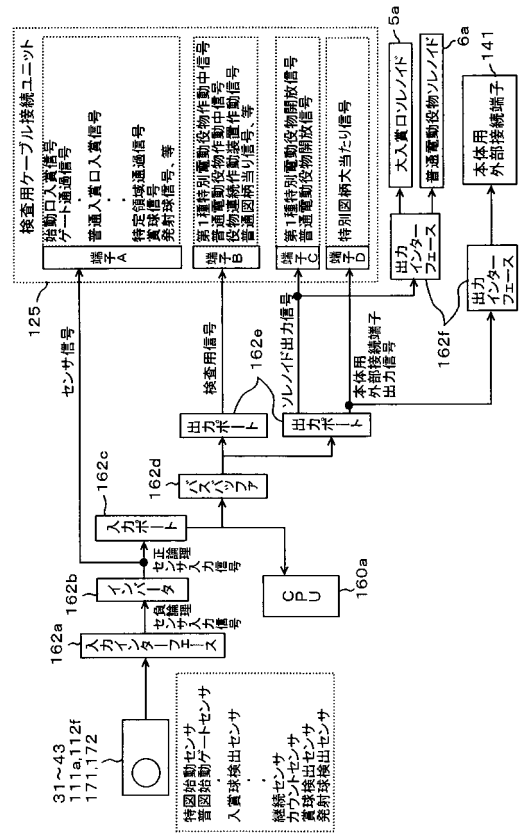 検査用ケーブル接続ユニット
始動口入賞信号
ゲート通過信号
・
普通入賞口入賞信号
・
特定領域通過信号
賞球信号
発射球信号、等
端子A
第1種特別電動役物作動中信号
普通電動役物作動中信号
役物連続作動装置作動信号
普通図柄当り信号、等
端子B
第1種特別電動役物開放信号
普通電動役物開放信号
端子C
特別図柄大当たり信号
端子D
125
大入賞口ソレノイド
5a
普通電動役物ソレノイド
6a
本体用
外部接続端子
141
出力
インター
フェース
出力
インター
フェース
162f
センサ信号
検査用信号
ソレノイド出力信号
本体用
外部接続端子
出力信号
162e
出力ポート
出力ポート
162d
バスバッファ
162c
入力ポート
正論理
センサ入力
信号
162b
インバータ
負論理
センサ入力
信号
CPU
160a
162a
入力インターフェース
31～43
111a,112f
171,172
特図始動センサ
普図始動ゲートセンサ
・
入賞球検出センサ
・
・
継続センサ
カウントセンサ
賞球検出センサ
発射球検出センサ